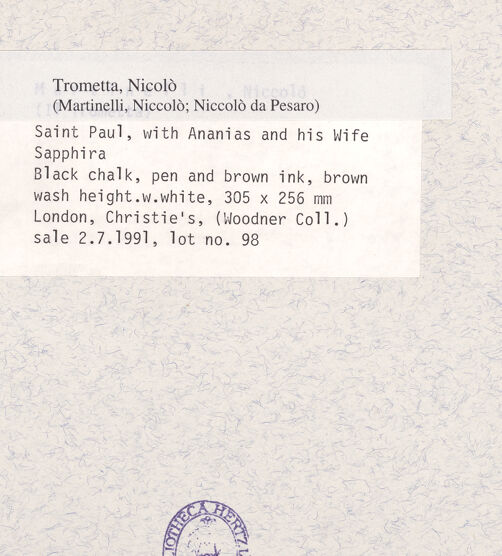 Trometta, Nicolò
(Martinelli, Niccolò; Niccolò da Pesaro)
Saint Paul, with Ananias and his Wife
Sapphira
Black chalk, pen and brown ink, brown
wash height.w.white, 305 x 256 mm
London, Christie's, (Woodner Coll.)
sale 2.7.1991, lot no. 98
BIBLIOTHECA HERTZ